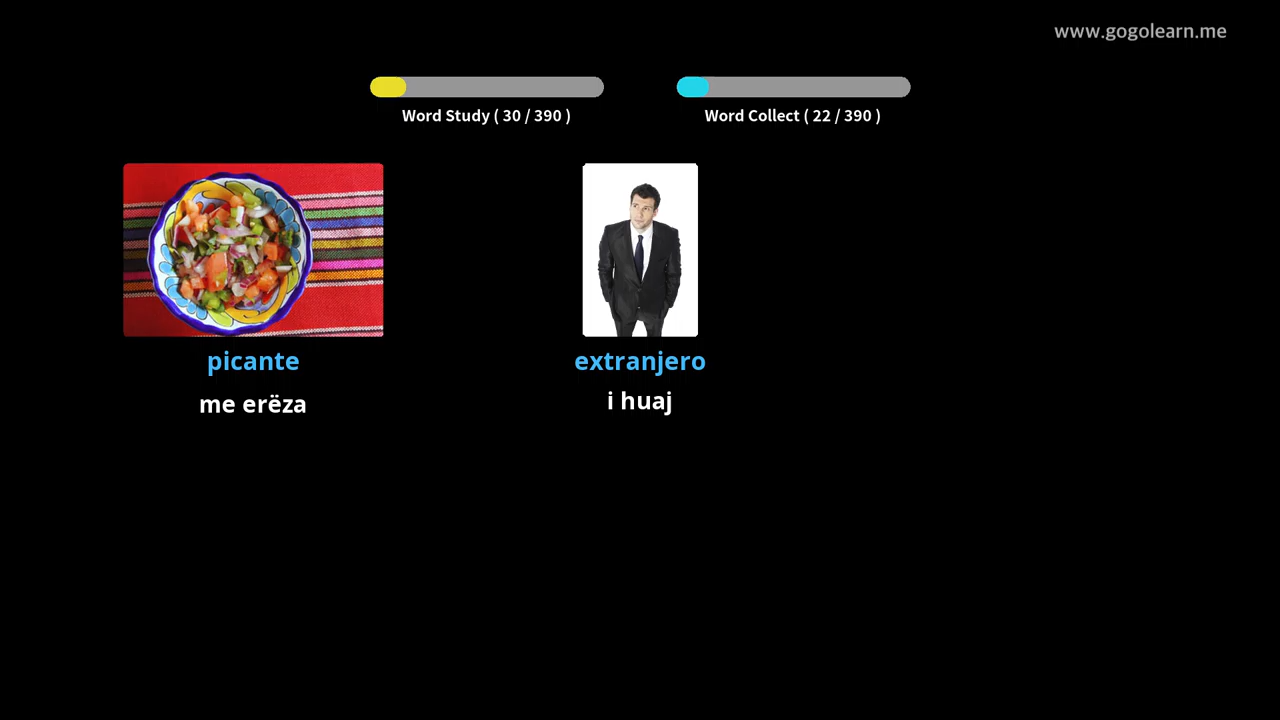 www.gogolearn.me
Word Study ( 30 / 390 )
Word Collect ( 22 / 390 )
picante
extranjero
me erëza
i huaj